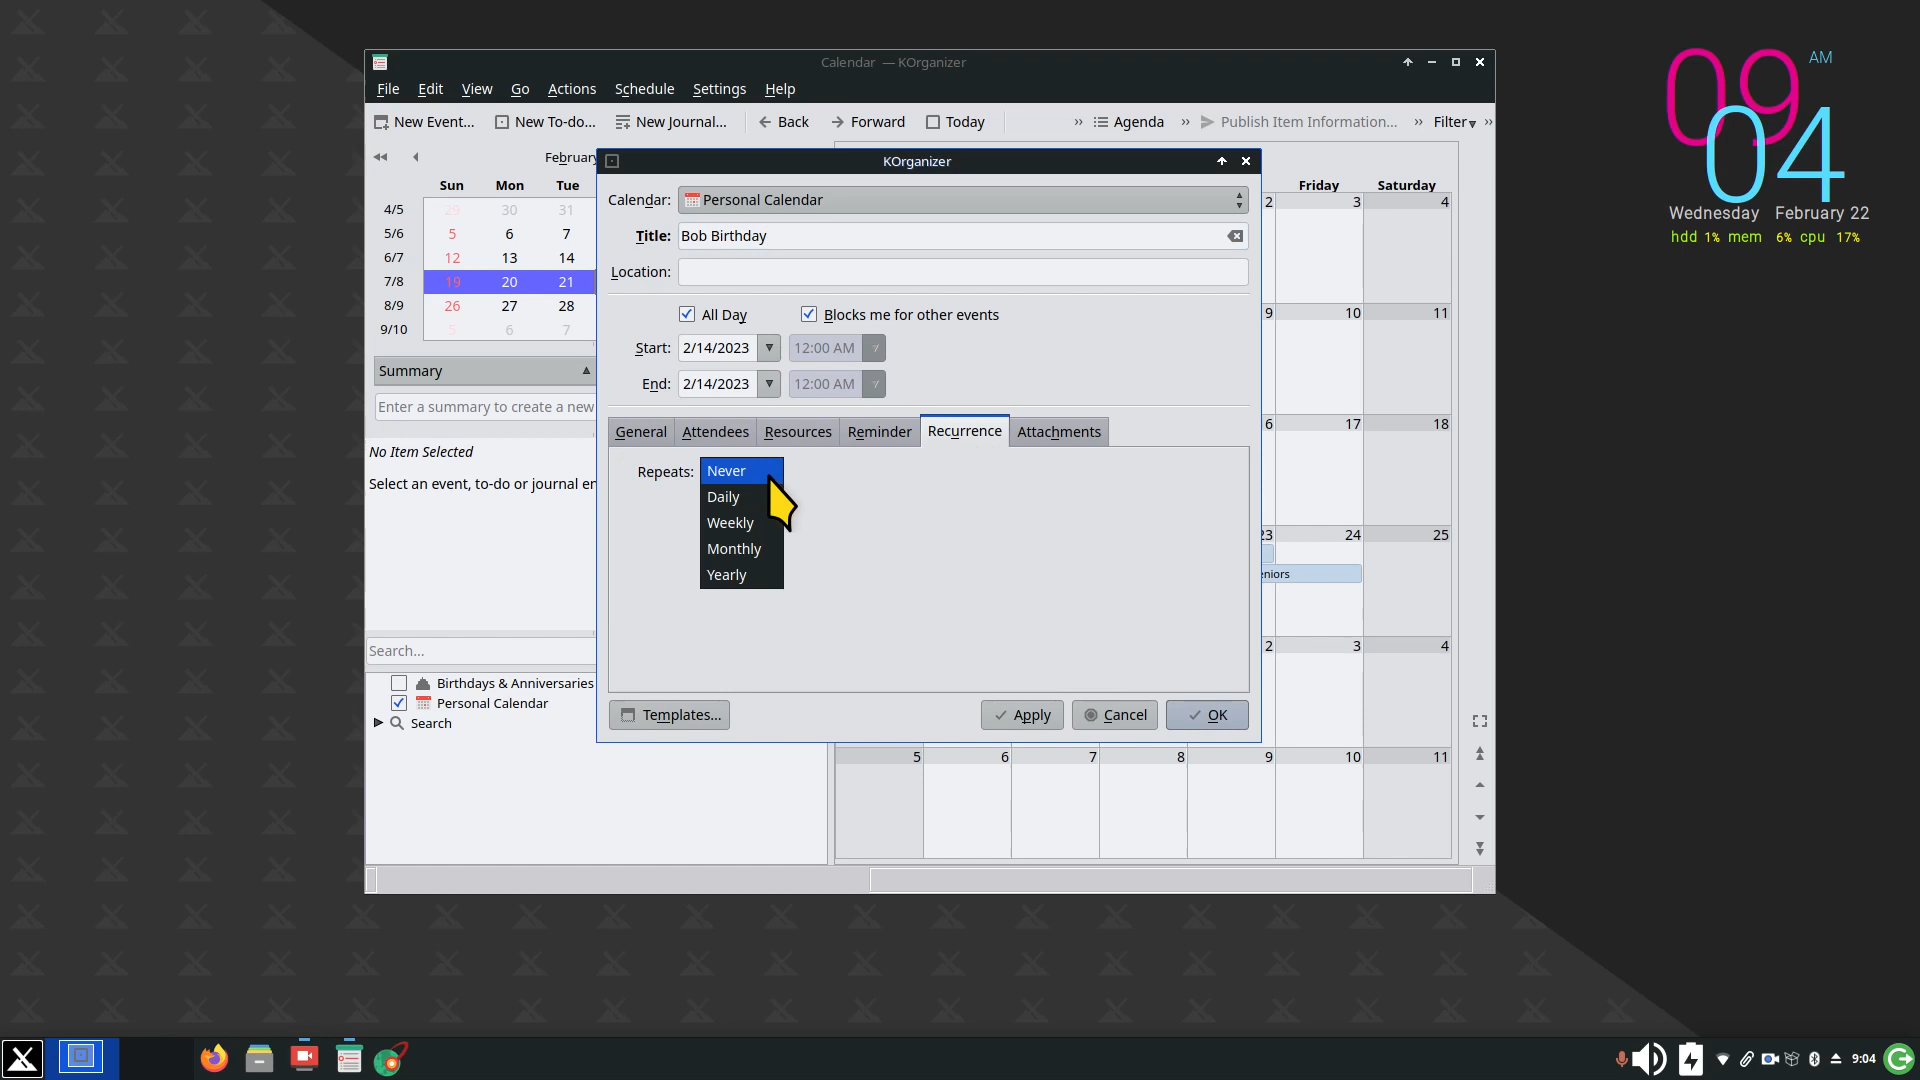 Calendar — KOrganizer
File Edit View Go Actions Schedule Settings Help
New Event... New To-do... New Journal... Back Forward Today » Agenda » Publish Item Information... » Filter »
February
Sun Mon Tue
4/5 29 30 31
5/6 5 6 7
6/7 12 13 14
7/8 19 20 21
8/9 26 27 28
9/10 5 6 7
Summary
Enter a summary to create a new
No Item Selected
Select an event, to-do or journal en
Search...
Birthdays & Anniversaries
Personal Calendar
Search
KOrganizer
Calendar: Personal Calendar
Title: Bob Birthday
Location:
All Day Blocks me for other events
Start: 2/14/2023 12:00 AM
End: 2/14/2023 12:00 AM
General Attendees Resources Reminder Recurrence Attachments
Repeats: Never
Daily
Weekly
Monthly
Yearly
Templates... Apply Cancel OK
Friday Saturday
2 3 4
9 10 11
6 17 18
23 24 25
eniors
2 3 4
5 6 7 8 9 10 11
09 AM
04
Wednesday February 22
hdd 1% mem 6% cpu 17%
9:04